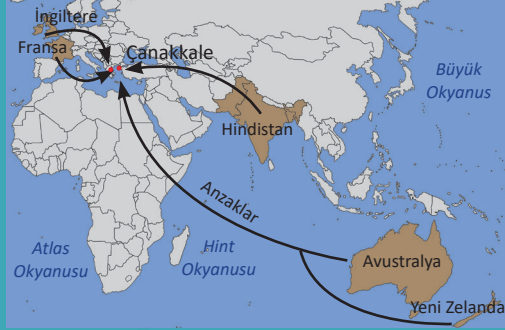 İngiltere
Fransa
Çanakkale
Büyük
Okyanus
Hindistan
Anzaklar
Atlas
Okyanusu
Hint
Okyanusu
Avustralya
Yeni Zelanda